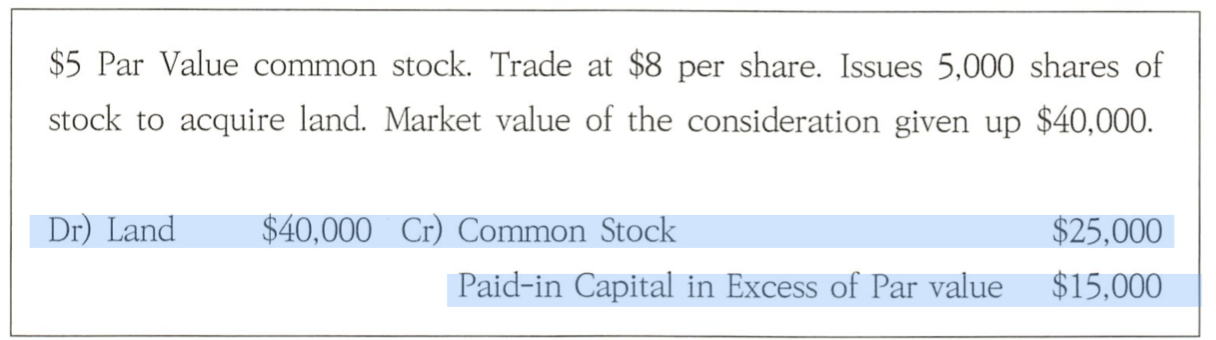 $5 Par Value common stock. Trade at $8 per share. Issues 5,000 shares of
stock to acquire land. Market value of the consideration given up $40,000.
Dr) Land $40,000 Cr) Common Stock $25,000
Paid-in Capital in Excess of Par value $15,000